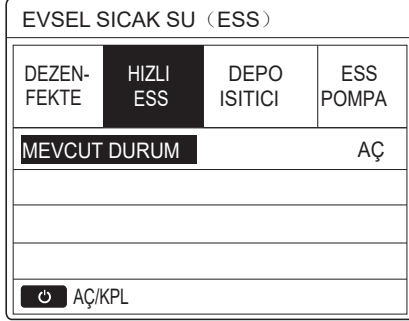 EVSEL SICAK SU（ESS）
DEZEN-
FEKTE
HIZLI
ESS
DEPO
ISITICI
ESS
POMPA
MEVCUT DURUM AÇ
AÇ/KPL